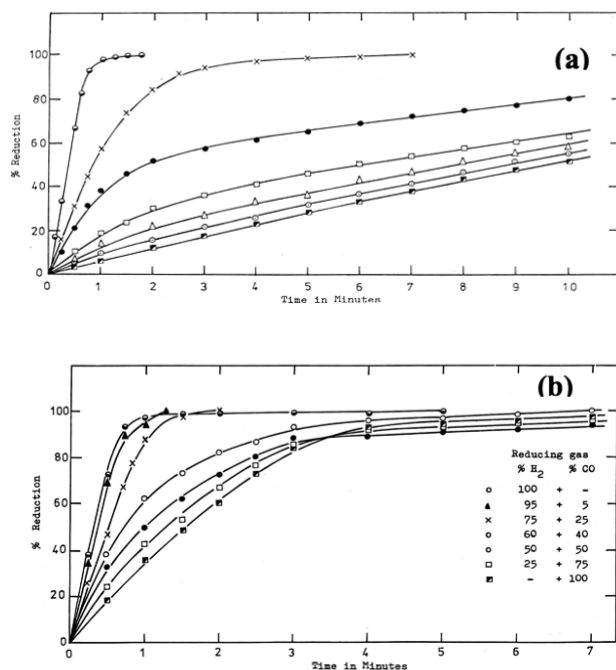 (a)
100
80
60
40
20
0
% Reduction
0 1 2 3 4 5 6 7 8 9 10
Time in Minutes
(b)
100
80
60
40
20
0
% Reduction
Reducing gas
% H2 % CO
100 + -
95 + 5
75 + 25
60 + 40
50 + 50
25 + 75
- + 100
0 1 2 3 4 5 6 7
Time in Minutes